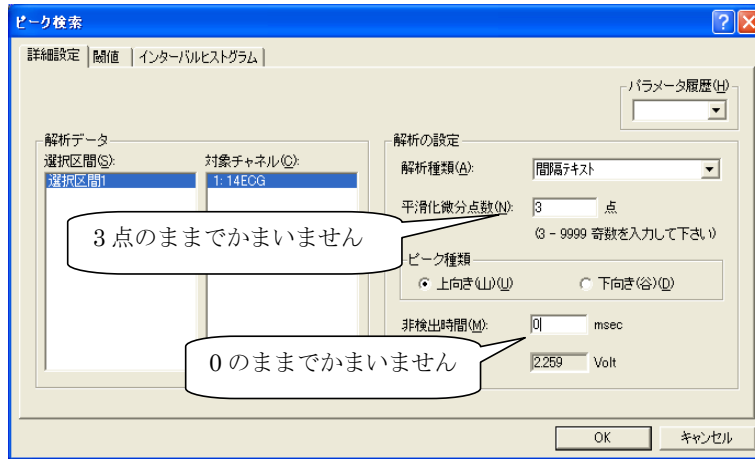 ピーク検索
詳細設定 閾値 インターバルヒストグラム
パラメータ履歴(H)
解析データ
選択区間(S):
選択区間1
対象チャネル(C):
1: 14ECG
解析の設定
解析種類(A): 間隔テキスト
平滑化微分点数(N): 3 点
(3 - 9999 奇数を入力して下さい)
3 点のままでかまいません
ピーク種類
上向き(山)(U) 下向き(谷)(D)
非検出時間(M): 0 msec
0 のままでかまいません
2.259 Volt
OK キャンセル